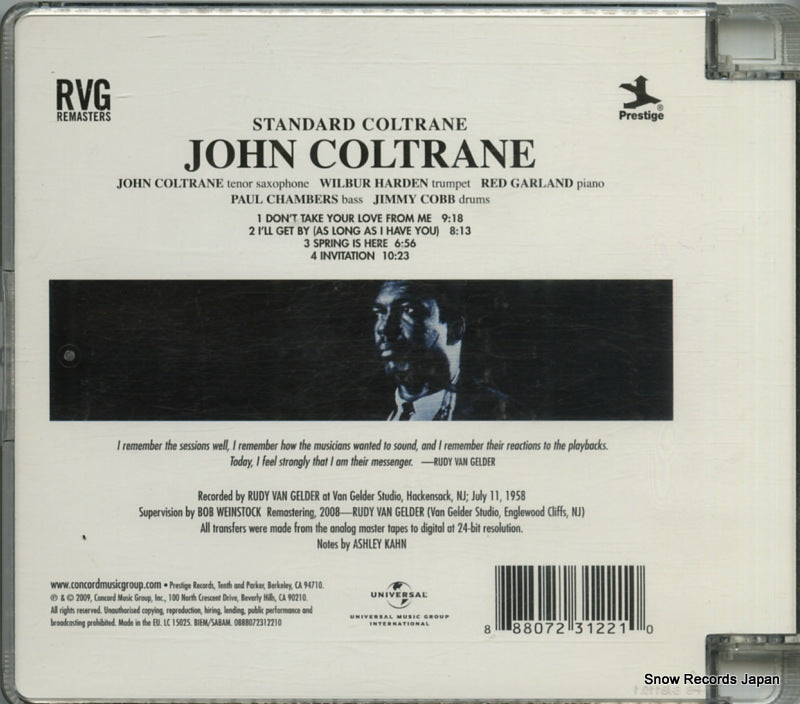 RVG
REMASTERS
Prestige®
STANDARD COLTRANE
JOHN COLTRANE
JOHN COLTRANE tenor saxophone WILBUR HARDEN trumpet RED GARLAND piano
PAUL CHAMBERS bass JIMMY COBB drums
1 DON'T TAKE YOUR LOVE FROM ME 9:18
2 I'LL GET BY (AS LONG AS I HAVE YOU) 8:13
3 SPRING IS HERE 6:56
4 INVITATION 10:23
I remember the sessions well, I remember how the musicians wanted to sound, and I remember their reactions to the playbacks.
Today, I feel strongly that I am their messenger. —RUDY VAN GELDER
Recorded by RUDY VAN GELDER at Van Gelder Studio, Hackensack, NJ; July 11, 1958
Supervision by BOB WEINSTOCK Remastering, 2008—RUDY VAN GELDER (Van Gelder Studio, Englewood Cliffs, NJ)
All transfers were made from the analog master tapes to digital at 24-bit resolution.
Notes by ASHLEY KAHN
www.concordmusicgroup.com • Prestige Records, Tenth and Parker, Berkeley, CA 94710.
℗ & © 2009, Concord Music Group, Inc., 100 North Crescent Drive, Beverly Hills, CA 90210.
All rights reserved. Unauthorised copying, reproduction, hiring, lending, public performance and
broadcasting prohibited. Made in the EU. LC 15025. BIEM/SABAM. 0888072312210
UNIVERSAL
UNIVERSAL MUSIC GROUP
INTERNATIONAL
8 88072 31221 0
Snow Records Japan